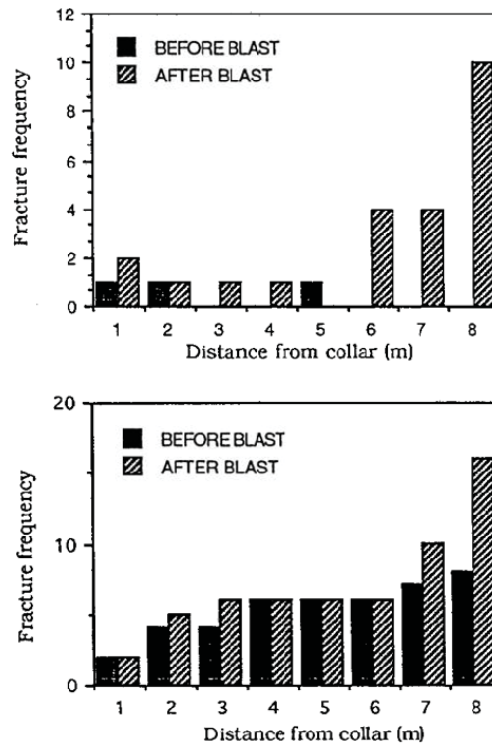 12
BEFORE BLAST
AFTER BLAST
10
8
6
4
2
0
Fracture frequency
1 2 3 4 5 6 7 8
Distance from collar (m)
20
BEFORE BLAST
AFTER BLAST
10
0
Fracture frequency
1 2 3 4 5 6 7 8
Distance from collar (m)